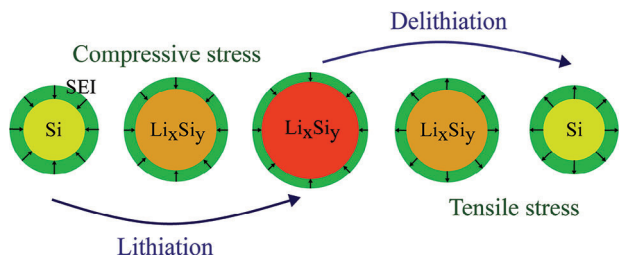 Delithiation
Compressive stress
SEI
Si
LixSiy
LixSiy
LixSiy
Si
Tensile stress
Lithiation